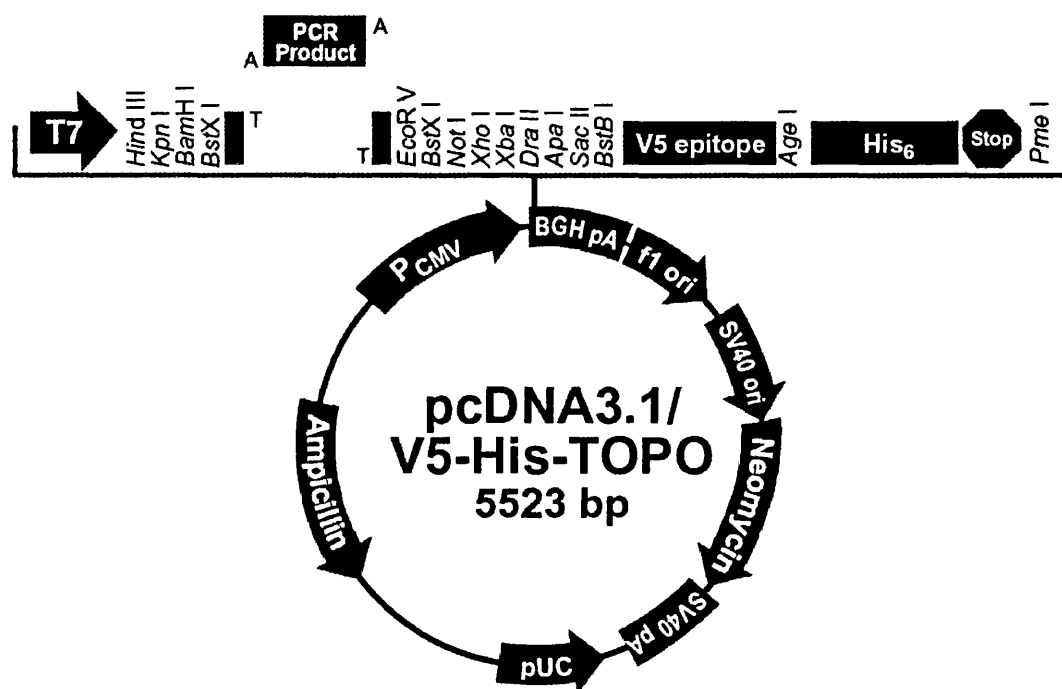 PCR
Product
A
A
T7
Hind III
Kpn I
BamH I
BstX I
T
T
EcoR V
BstX I
Not I
Xho I
Xba I
Dra II
Apa I
Sac II
BstB I
V5 epitope
Age I
His6
Stop
Pme I
PCMV
BGH pA
f1 ori
SV40 ori
Neomycin
SV40 pA
pUC
Ampicillin
pcDNA3.1/
V5-His-TOPO
5523 bp